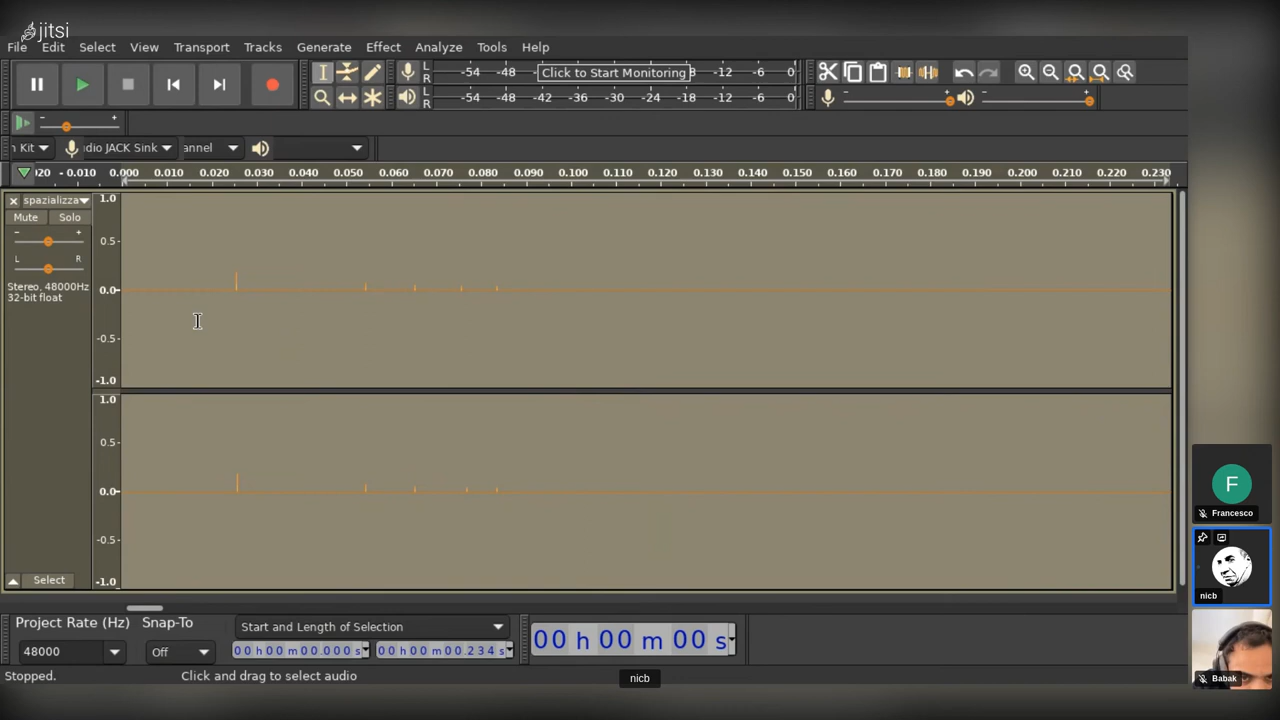 jitsi
File Edit Select View Transport Tracks Generate Effect Analyze Tools Help
L R -54 -48 Click to Start Monitoring 8 -12 -6 0
L R -54 -48 -42 -36 -30 -24 -18 -12 -6 0
- +
n Kit udio JACK Sink annel
020 - 0.010 0.000 0.010 0.020 0.030 0.040 0.050 0.060 0.070 0.080 0.090 0.100 0.110 0.120 0.130 0.140 0.150 0.160 0.170 0.180 0.190 0.200 0.210 0.220 0.230
spazializza
Mute Solo
- +
L R
Stereo, 48000Hz
32-bit float
1.0
0.5-
0.0-
-0.5-
-1.0
1.0
0.5-
0.0-
-0.5-
-1.0
Select
Project Rate (Hz) Snap-To Start and Length of Selection
48000 Off 00 h 00 m 00.000 s 00 h 00 m 00.234 s
00 h 00 m 00 s
Stopped. Click and drag to select audio
nicb
F
Francesco
nicb
Babak